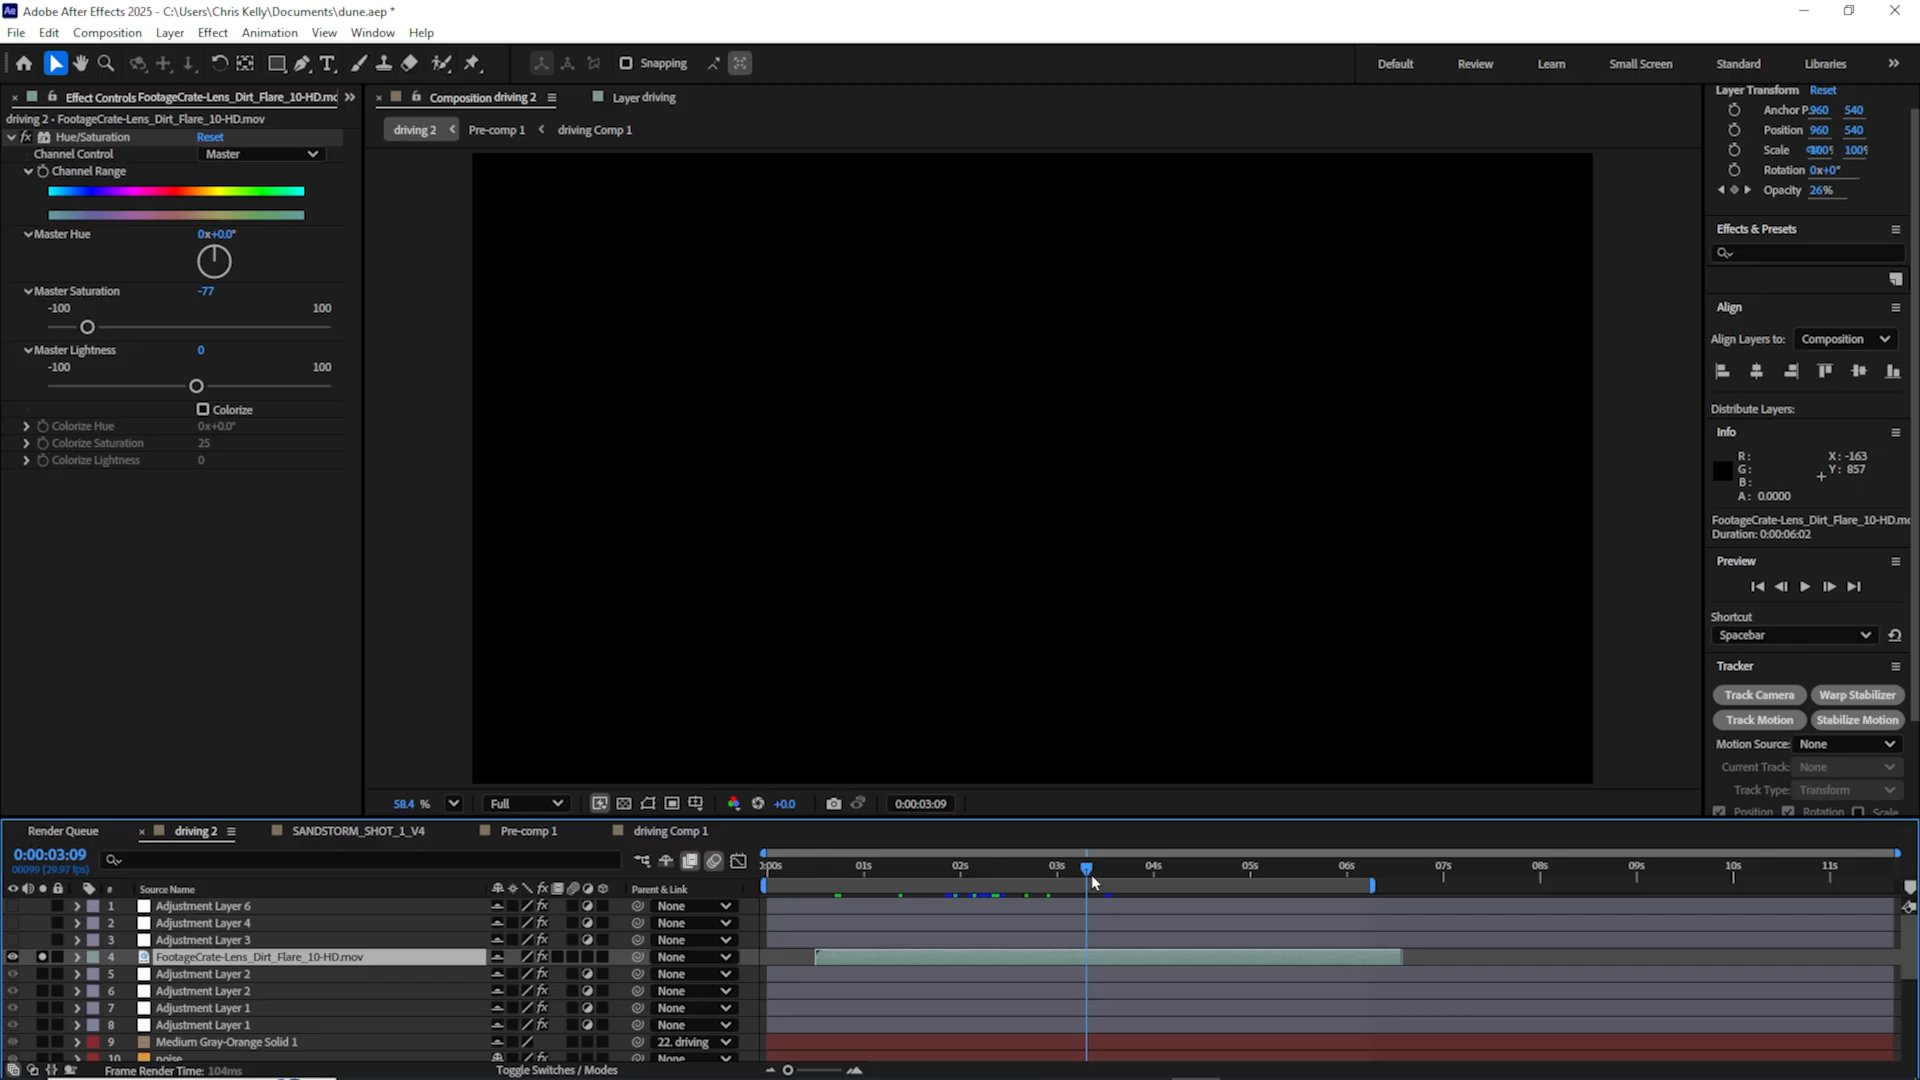 Adobe After Effects 2025 - C:\Users\Chris Kelly\Documents\dune.aep *
File Edit Composition Layer Effect Animation View Window Help
Snapping
Default Review Learn Small Screen Standard Libraries
Effect Controls FootageCrate-Lens_Dirt_Flare_10-HD.mo
driving 2 - FootageCrate-Lens_Dirt_Flare_10-HD.mov
fx Hue/Saturation Reset
Channel Control Master
Channel Range
Master Hue 0x+0.0°
Master Saturation -77
-100 100
Master Lightness 0
-100 100
Colorize
Colorize Hue 0x+0.0°
Colorize Saturation 25
Colorize Lightness 0
Composition driving 2
Layer driving
driving 2 Pre-comp 1 driving Comp 1
58.4 % Full +0.0 0:00:03:09
Layer Transform Reset
Anchor P. 960 540
Position 960 540
Scale 100% 100%
Rotation 0x+0°
Opacity 26%
Effects & Presets
Align
Align Layers to: Composition
Distribute Layers:
Info
R: X: -163
G: Y: 857
B:
A: 0.0000
FootageCrate-Lens_Dirt_Flare_10-HD.mo
Duration: 0:00:06:02
Preview
Shortcut
Spacebar
Tracker
Track Camera Warp Stabilizer
Track Motion Stabilize Motion
Motion Source: None
Current Track: None
Track Type: Transform
Position Rotation Scale
Render Queue driving 2 SANDSTORM_SHOT_1_V4 Pre-comp 1 driving Comp 1
0:00:03:09
00099 (29.97 fps)
:00s 01s 02s 03s 04s 05s 06s 07s 08s 09s 10s 11s
# Source Name fx Parent & Link
1 Adjustment Layer 6 fx None
2 Adjustment Layer 4 fx None
3 Adjustment Layer 3 fx None
4 FootageCrate-Lens_Dirt_Flare_10-HD.mov fx None
5 Adjustment Layer 2 fx None
6 Adjustment Layer 2 fx None
7 Adjustment Layer 1 fx None
8 Adjustment Layer 1 fx None
9 Medium Gray-Orange Solid 1 22. driving
10 noise fx None
Frame Render Time: 104ms Toggle Switches / Modes